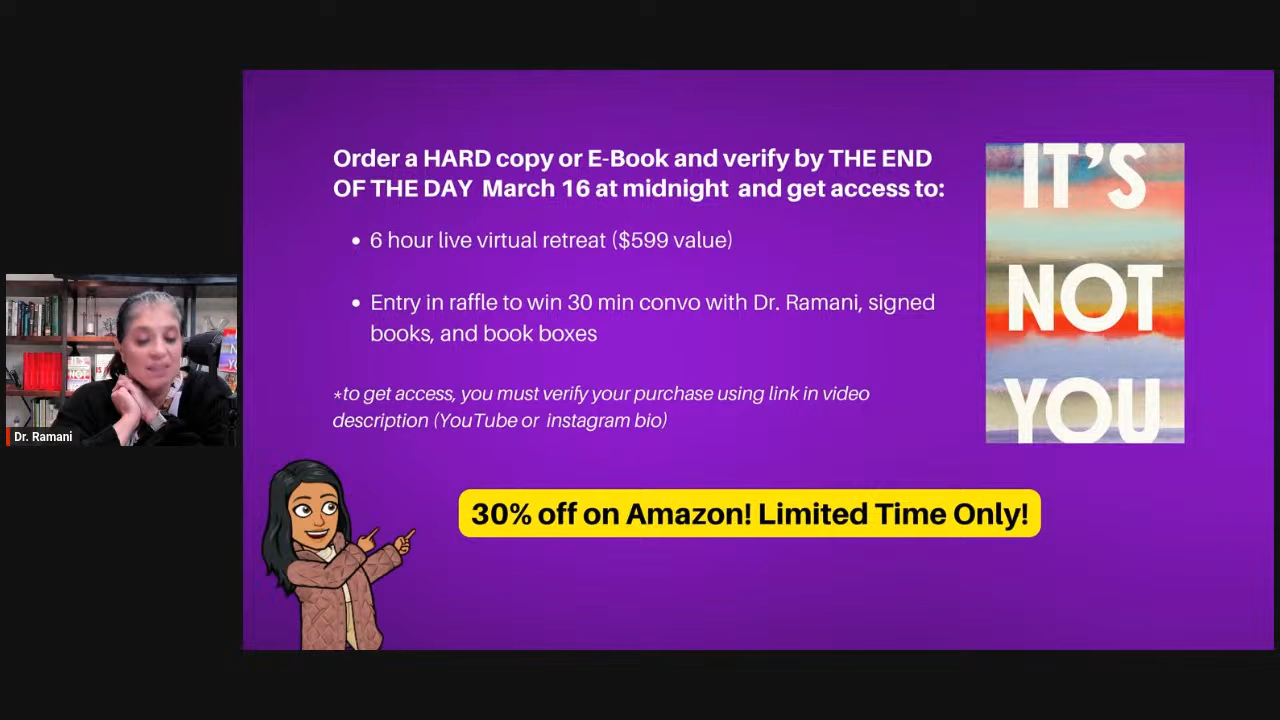 Order a HARD copy or E-Book and verify by THE END
OF THE DAY March 16 at midnight and get access to:
• 6 hour live virtual retreat ($599 value)
• Entry in raffle to win 30 min convo with Dr. Ramani, signed
books, and book boxes
*to get access, you must verify your purchase using link in video
description (YouTube or instagram bio)
IT'S
NOT
YOU
Dr. Ramani
30% off on Amazon! Limited Time Only!